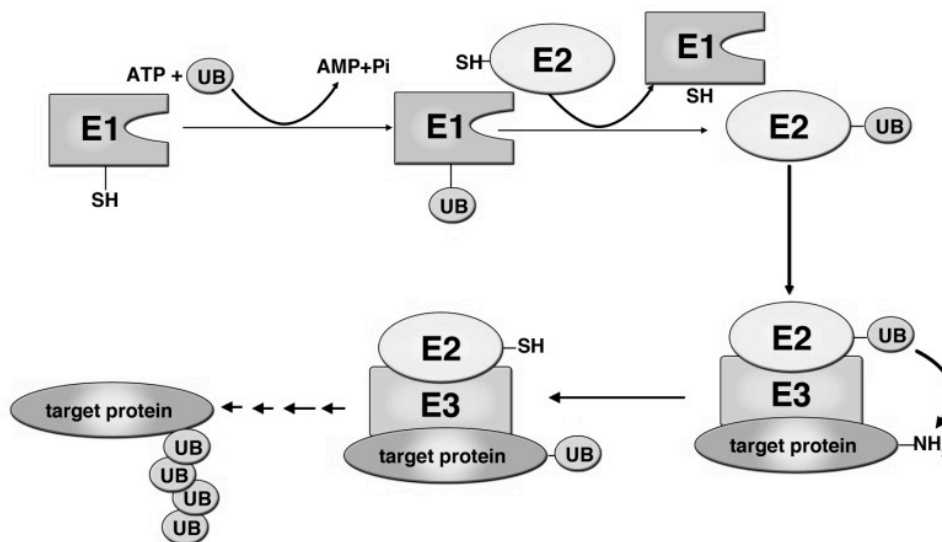 ATP + UB
AMP+Pi
E1
SH
E1
UB
SH
E2
E1
SH
E2
UB
E2
UB
E3
target protein
NH₂
E2
SH
E3
target protein
UB
target protein
UB
UB
UB
UB